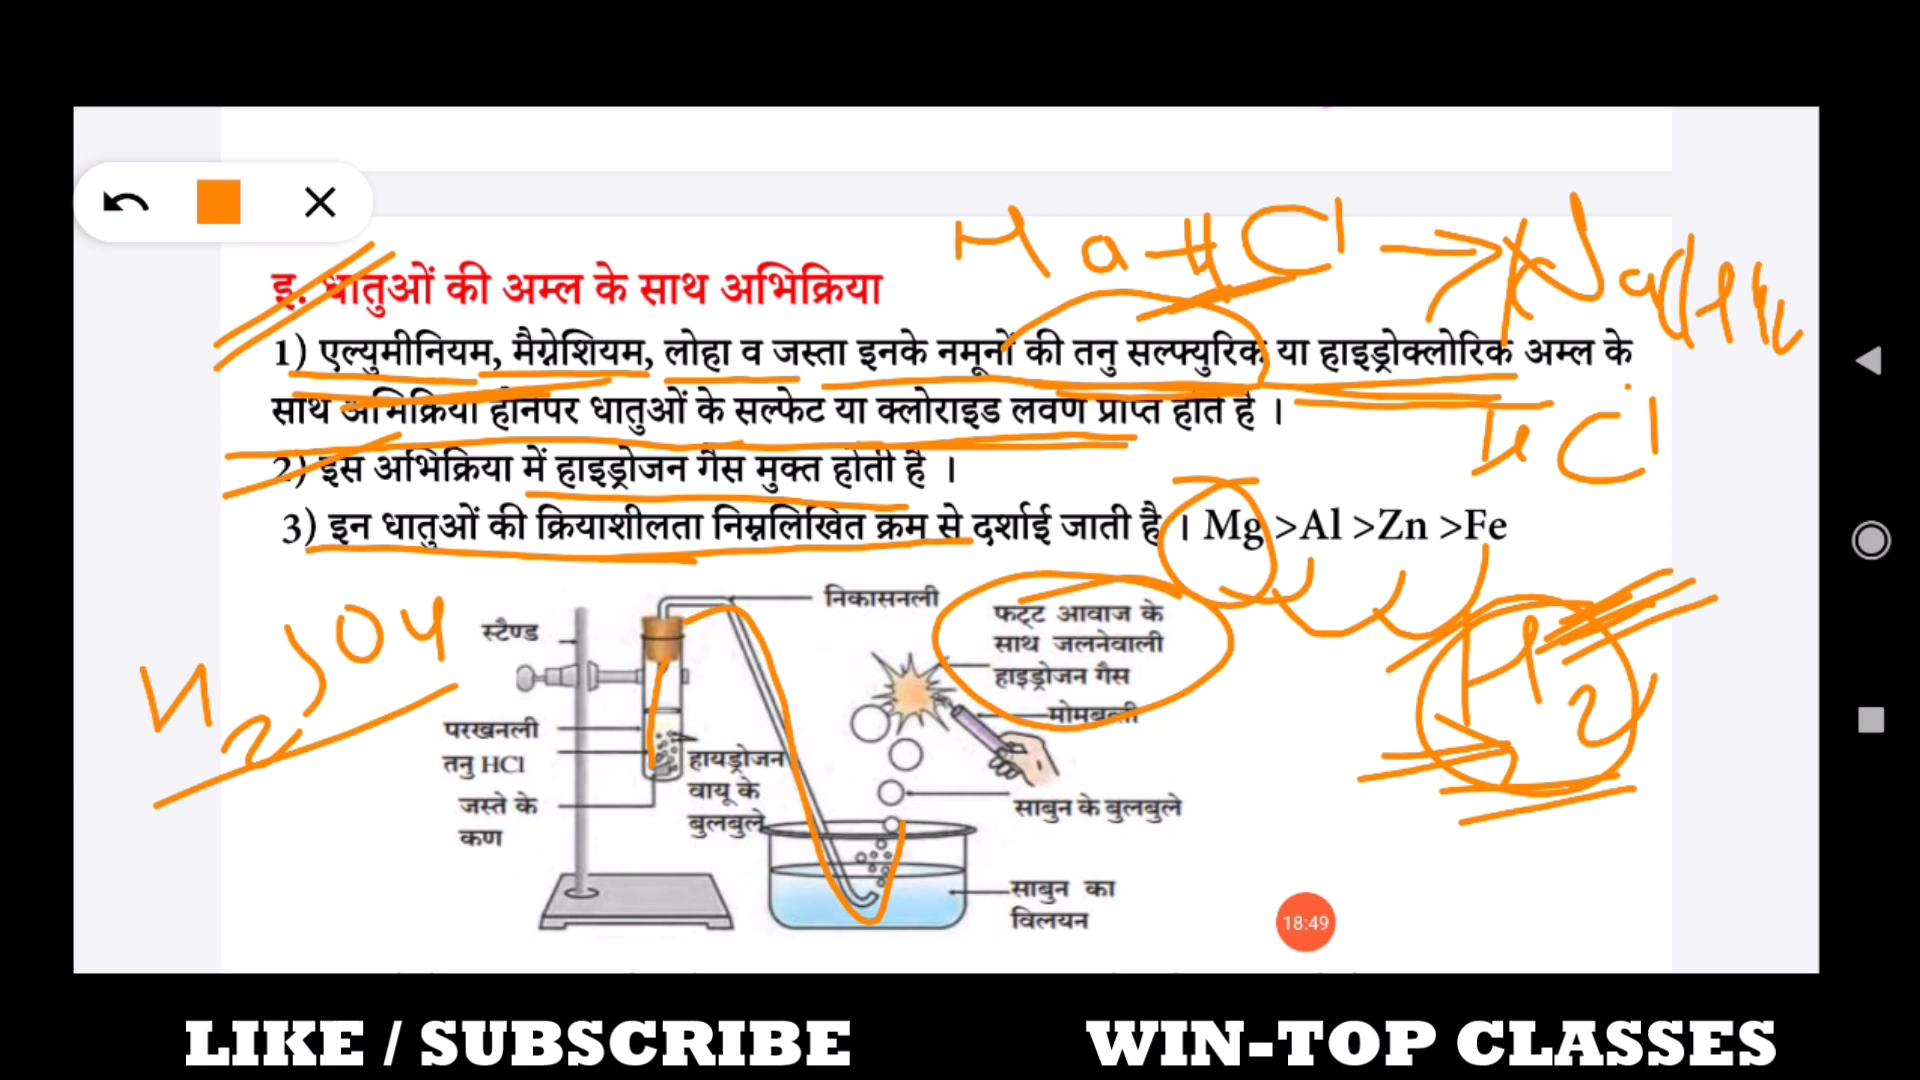 इ. धातुओं की अम्ल के साथ अभिक्रिया
1) एल्युमीनियम, मैग्नेशियम, लोहा व जस्ता इनके नमूनों की तनु सल्फ्युरिक या हाइड्रोक्लोरिक अम्ल के
साथ अभिक्रिया होनेपर धातुओं के सल्फेट या क्लोराइड लवण प्राप्त होते है ।
2) इस अभिक्रिया में हाइड्रोजन गैस मुक्त होती है ।
3) इन धातुओं की क्रियाशीलता निम्नलिखित क्रम से दर्शाई जाती है । Mg >Al >Zn >Fe
HCl
H2SO4
H2
निकासनली
स्टैण्ड
फट्ट आवाज के
साथ जलनेवाली
हाइड्रोजन गैस
मोमबत्ती
परखनली
तनु HCl
जस्ते के
कण
हायड्रोजन
वायू के
बुलबुले
साबुन के बुलबुले
साबुन का
विलयन
18:49
LIKE / SUBSCRIBE
WIN-TOP CLASSES